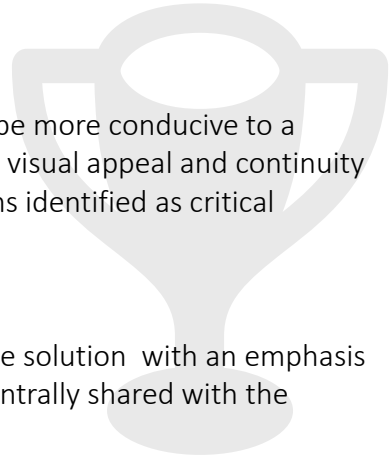 be more conducive to a
visual appeal and continuity
ns identified as critical
e solution  with an emphasis
ntrally shared with the